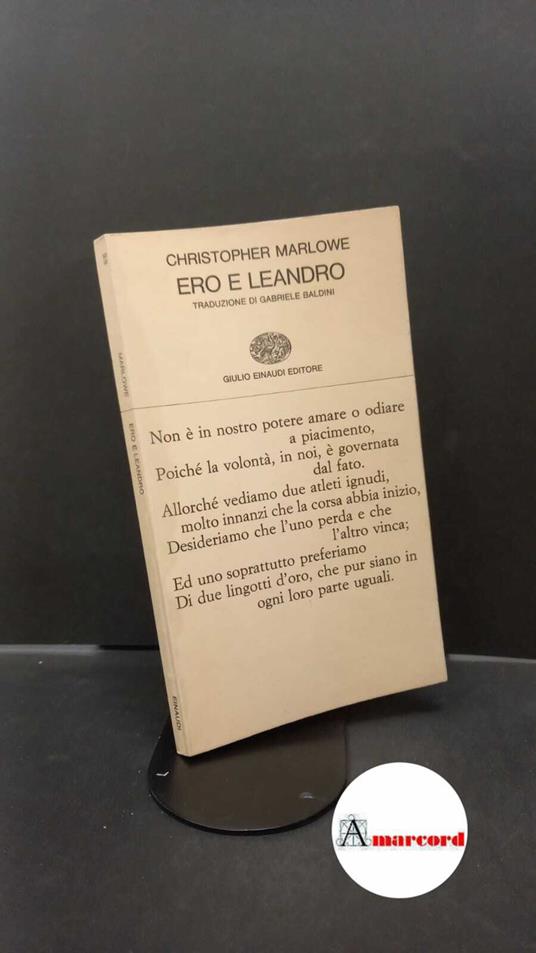 CHRISTOPHER MARLOWE
ERO E LEANDRO
TRADUZIONE DI GABRIELE BALDINI
GIULIO EINAUDI EDITORE
Non è in nostro potere amare o odiare
a piacimento,
Poiché la volontà, in noi, è governata
dal fato.
Allorché vediamo due atleti ignudi,
molto innanzi che la corsa abbia inizio,
Desideriamo che l'uno perda e che
l'altro vinca;
Ed uno soprattutto preferiamo
Di due lingotti d'oro, che pur siano in
ogni loro parte uguali.
MARLOWE
ERO E LEANDRO
EINAUDI
Amarcord